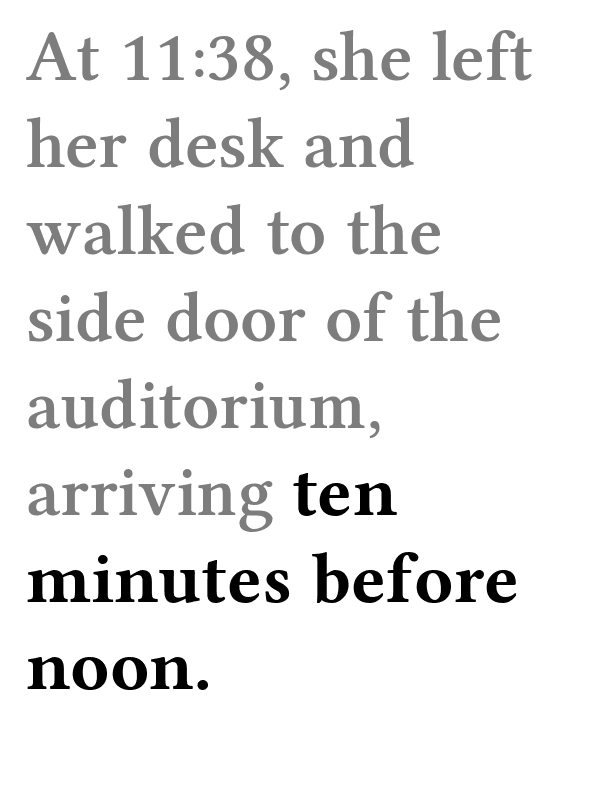 At 11:38, she left
her desk and
walked to the
side door of the
auditorium,
arriving ten
minutes before
noon.